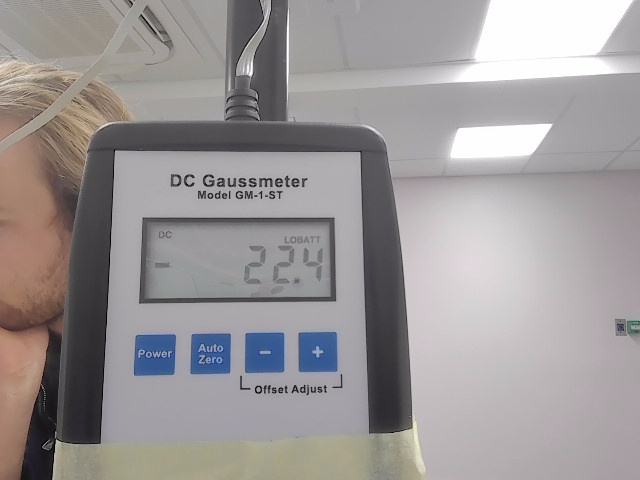 DC Gaussmeter
Model GM-1-ST
DC
LOBATT
-22.4
Power
Auto
Zero
-
+
Offset Adjust